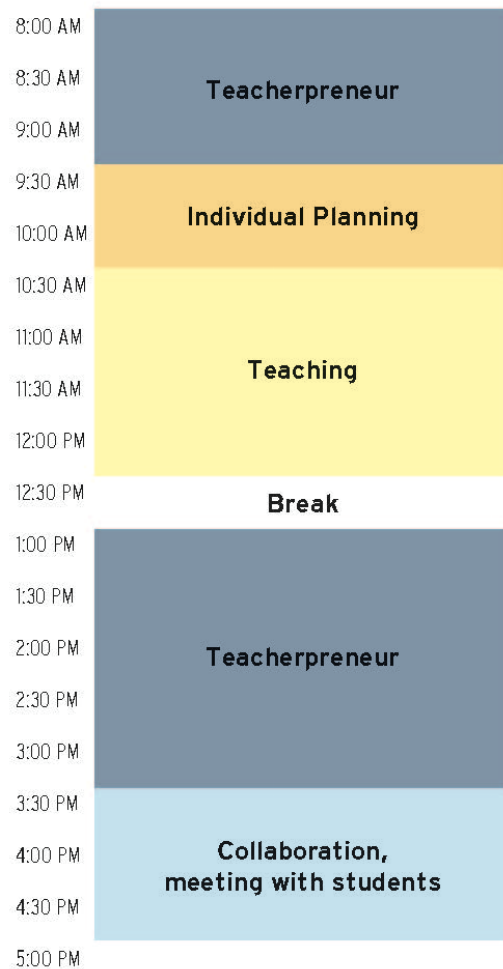 8:00 AM
8:30 AM
Teacherpreneur
9:00 AM
9:30 AM
Individual Planning
10:00 AM
10:30 AM
11:00 AM
Teaching
11:30 AM
12:00 PM
12:30 PM
Break
1:00 PM
1:30 PM
2:00 PM
Teacherpreneur
2:30 PM
3:00 PM
3:30 PM
4:00 PM
Collaboration,
meeting with students
4:30 PM
5:00 PM